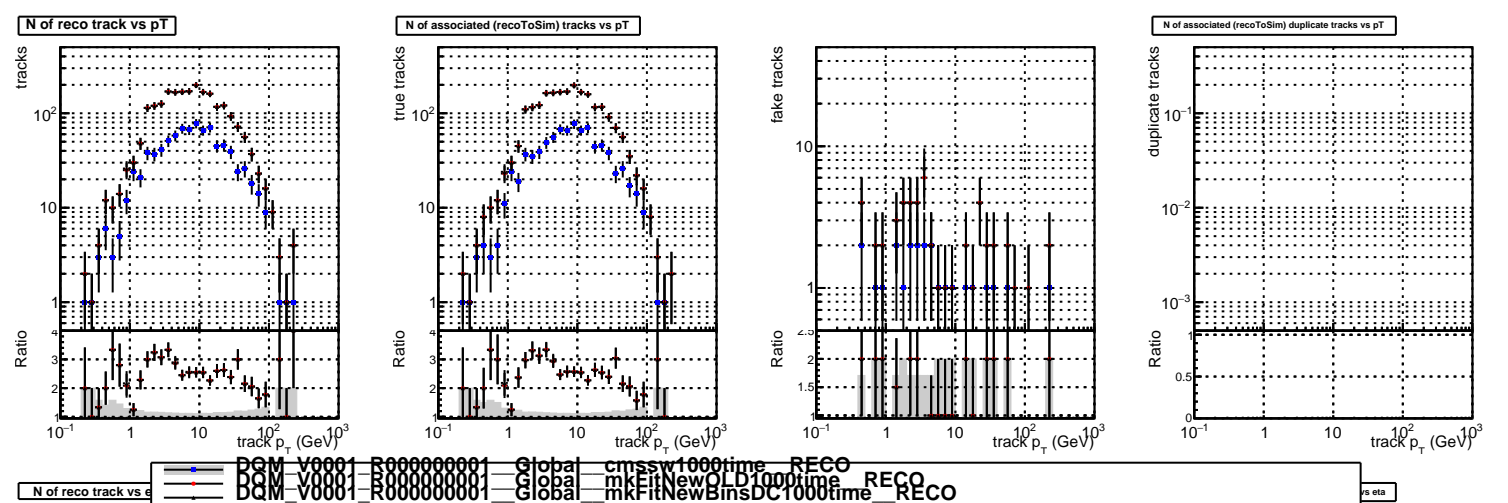 N of reco track vs pT
N of associated (recoToSim) tracks vs pT
N of associated (recoToSim) duplicate tracks vs pT
tracks
10²
10
1
Ratio
4
3
2
1
10⁻¹ 1 10 10² 10³
track p_T (GeV)
true tracks
10²
10
1
Ratio
4
3
2
1
10⁻¹ 1 10 10² 10³
track p_T (GeV)
fake tracks
10
1
Ratio
2.5
2
1.5
1
10⁻¹ 1 10 10² 10³
track p_T (GeV)
duplicate tracks
10⁻¹
10⁻²
10⁻³
Ratio
1
0.5
0
10⁻¹ 1 10 10² 10³
track p_T (GeV)
DQM_V0001_R000000001__Global__cmssw1000time__RECO
DQM_V0001_R000000001__Global__mkFitNewOLD1000time__RECO
DQM_V0001_R000000001__Global__mkFitNewBinsDC1000time__RECO
N of reco track vs e
vs eta